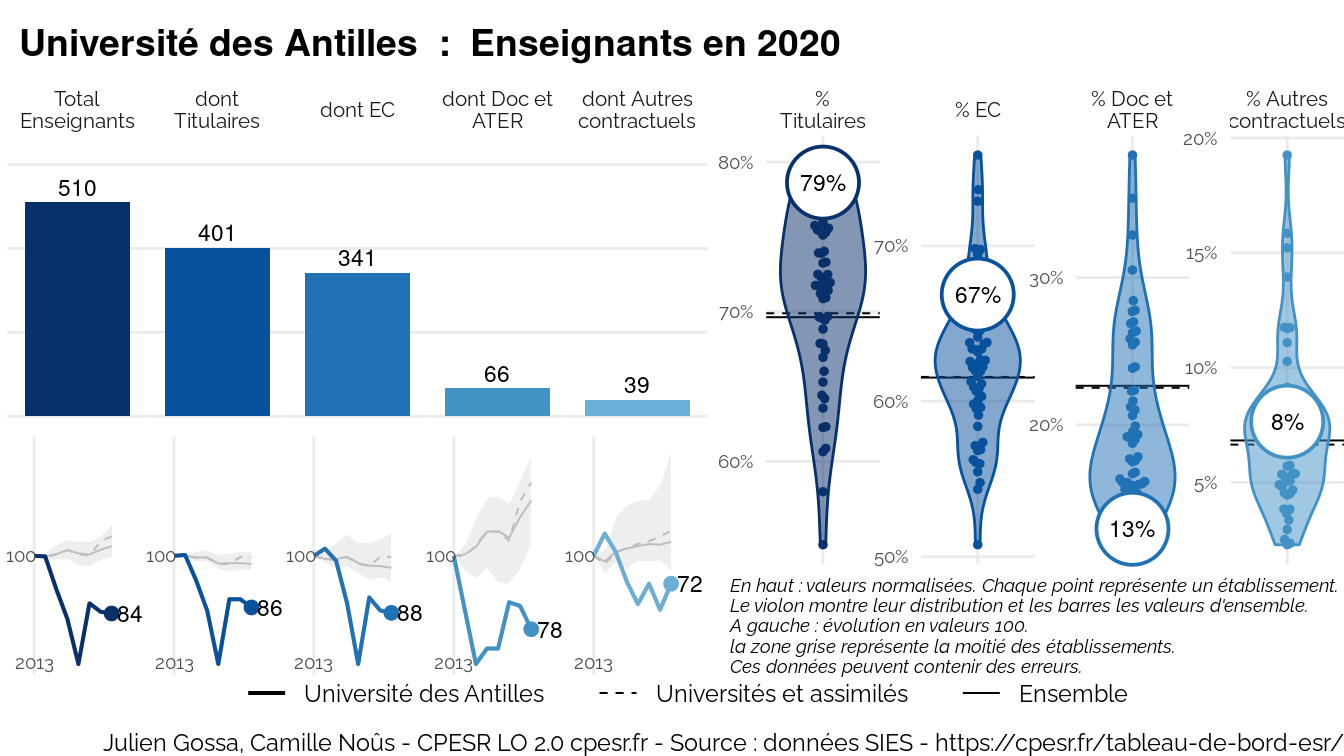 Université des Antilles : Enseignants en 2020
Total
Enseignants
dont
Titulaires
dont EC
dont Doc et
ATER
dont Autres
contractuels
510
401
341
66
39
%
Titulaires
% EC
% Doc et
ATER
% Autres
contractuels
80%
70%
60%
79%
70%
60%
50%
67%
30%
20%
13%
20%
15%
10%
5%
8%
100
84
2013
100
86
2013
100
88
2013
100
78
2013
100
72
2013
En haut : valeurs normalisées. Chaque point représente un établissement.
Le violon montre leur distribution et les barres les valeurs d'ensemble.
A gauche : évolution en valeurs 100.
la zone grise représente la moitié des établissements.
Ces données peuvent contenir des erreurs.
Université des Antilles
Universités et assimilés
Ensemble
Julien Gossa, Camille Noûs - CPESR LO 2.0 cpesr.fr - Source : données SIES - https://cpesr.fr/tableau-de-bord-esr/